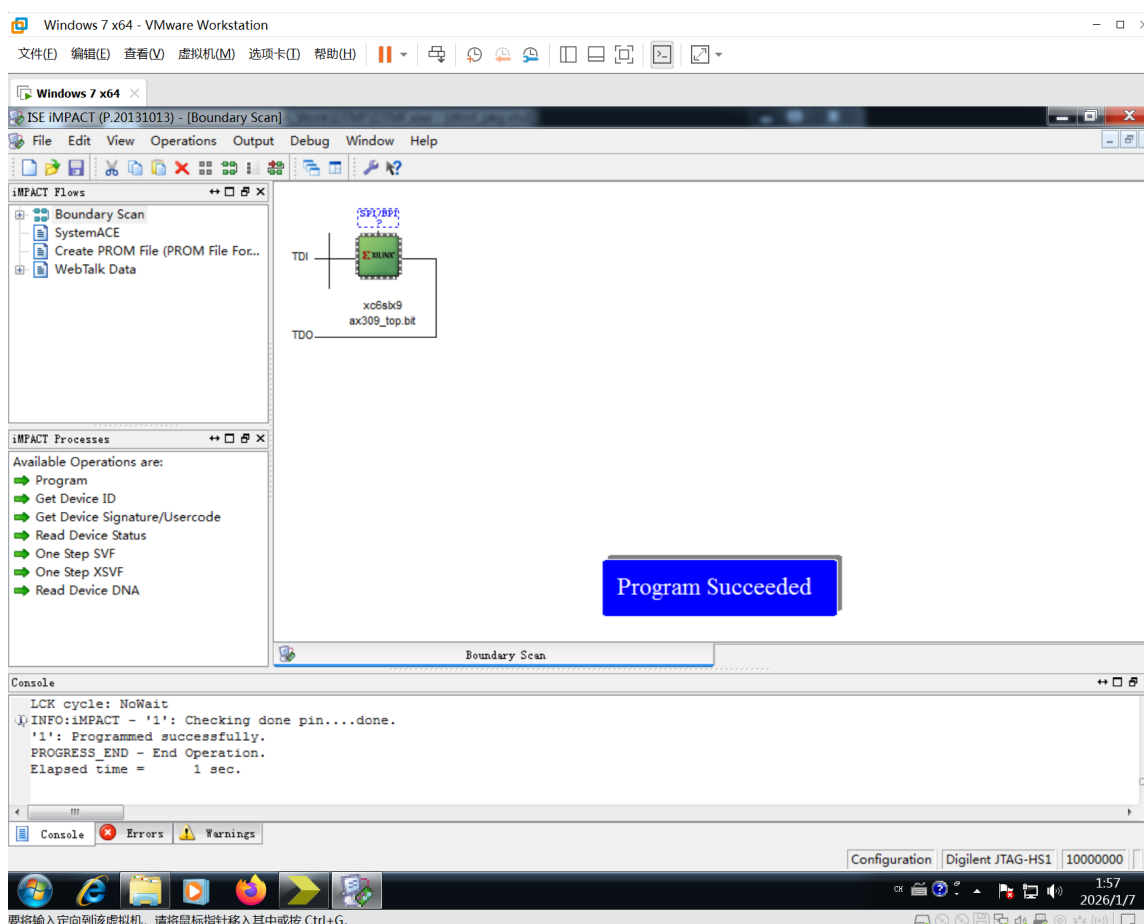 Windows 7 x64 - VMware Workstation
文件(F) 编辑(E) 查看(V) 虚拟机(M) 选项卡(T) 帮助(H)
Windows 7 x64
ISE iMPACT (P.20131013) - [Boundary Scan]
File Edit View Operations Output Debug Window Help
iMPACT Flows
Boundary Scan
SystemACE
Create PROM File (PROM File For...
WebTalk Data
SPI/BPI
?
TDI
XILINX
xc6slx9
ax309_top.bit
TDO
iMPACT Processes
Available Operations are:
Program
Get Device ID
Get Device Signature/Usercode
Read Device Status
One Step SVF
One Step XSVF
Read Device DNA
Program Succeeded
Boundary Scan
Console
LCK cycle: NoWait
INFO:iMPACT - '1': Checking done pin....done.
'1': Programmed successfully.
PROGRESS_END - End Operation.
Elapsed time =      1 sec.
Console Errors Warnings
Configuration Digilent JTAG-HS1 10000000
CH
1:57
2026/1/7
要将输入定向到该虚拟机，请将鼠标指针移入其中或按 Ctrl+G。